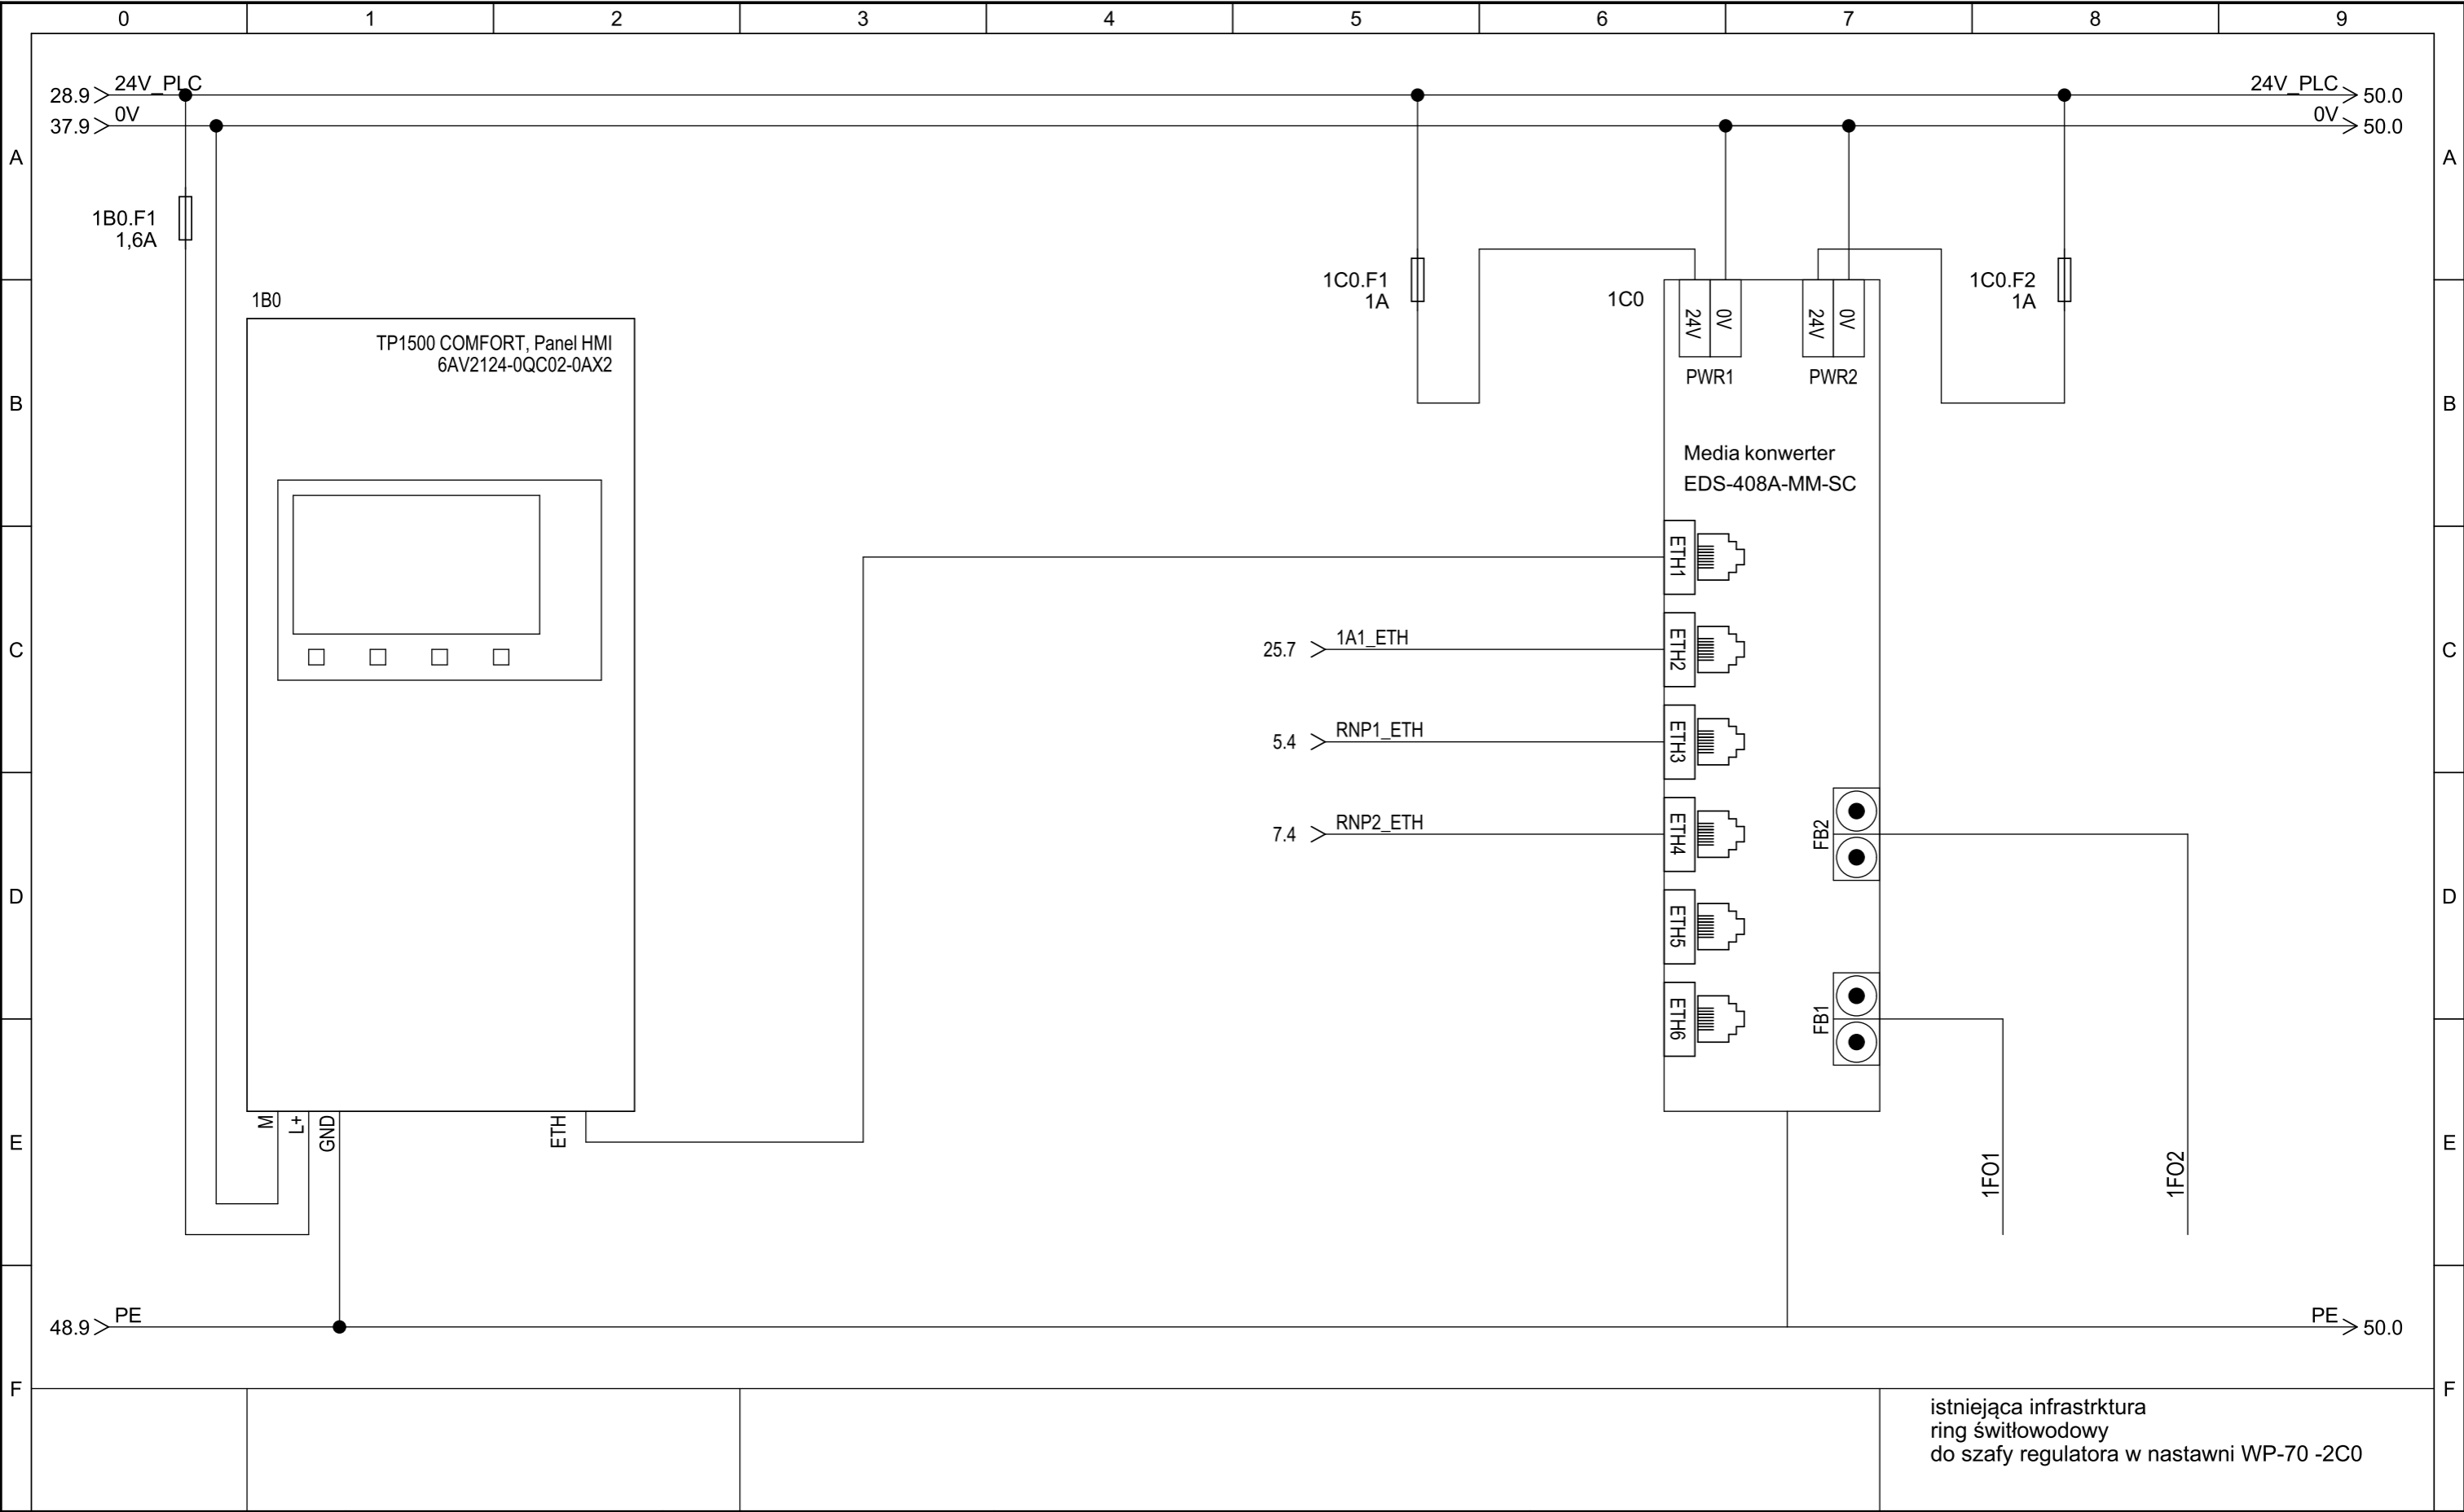 0 1 2 3 4 5 6 7 8 9
28.9 24V_PLC 24V_PLC 50.0
37.9 0V 0V 50.0
A A
1B0.F1
1,6A
1C0.F1
1A
1C0 24V 0V 24V 0V
1C0.F2
1A
PWR1 PWR2
1B0
TP1500 COMFORT, Panel HMI
6AV2124-0QC02-0AX2
B B
Media konwerter
EDS-408A-MM-SC
ETH1
C C
25.7 1A1_ETH ETH2
5.4 RNP1_ETH ETH3
7.4 RNP2_ETH ETH4
FB2
D D
ETH5
ETH6
FB1
M L+ GND ETH
E E
1FO1 1FO2
48.9 PE PE 50.0
F F
istniejąca infrastrktura
ring świtłowodowy
do szafy regulatora w nastawni WP-70 -2C0